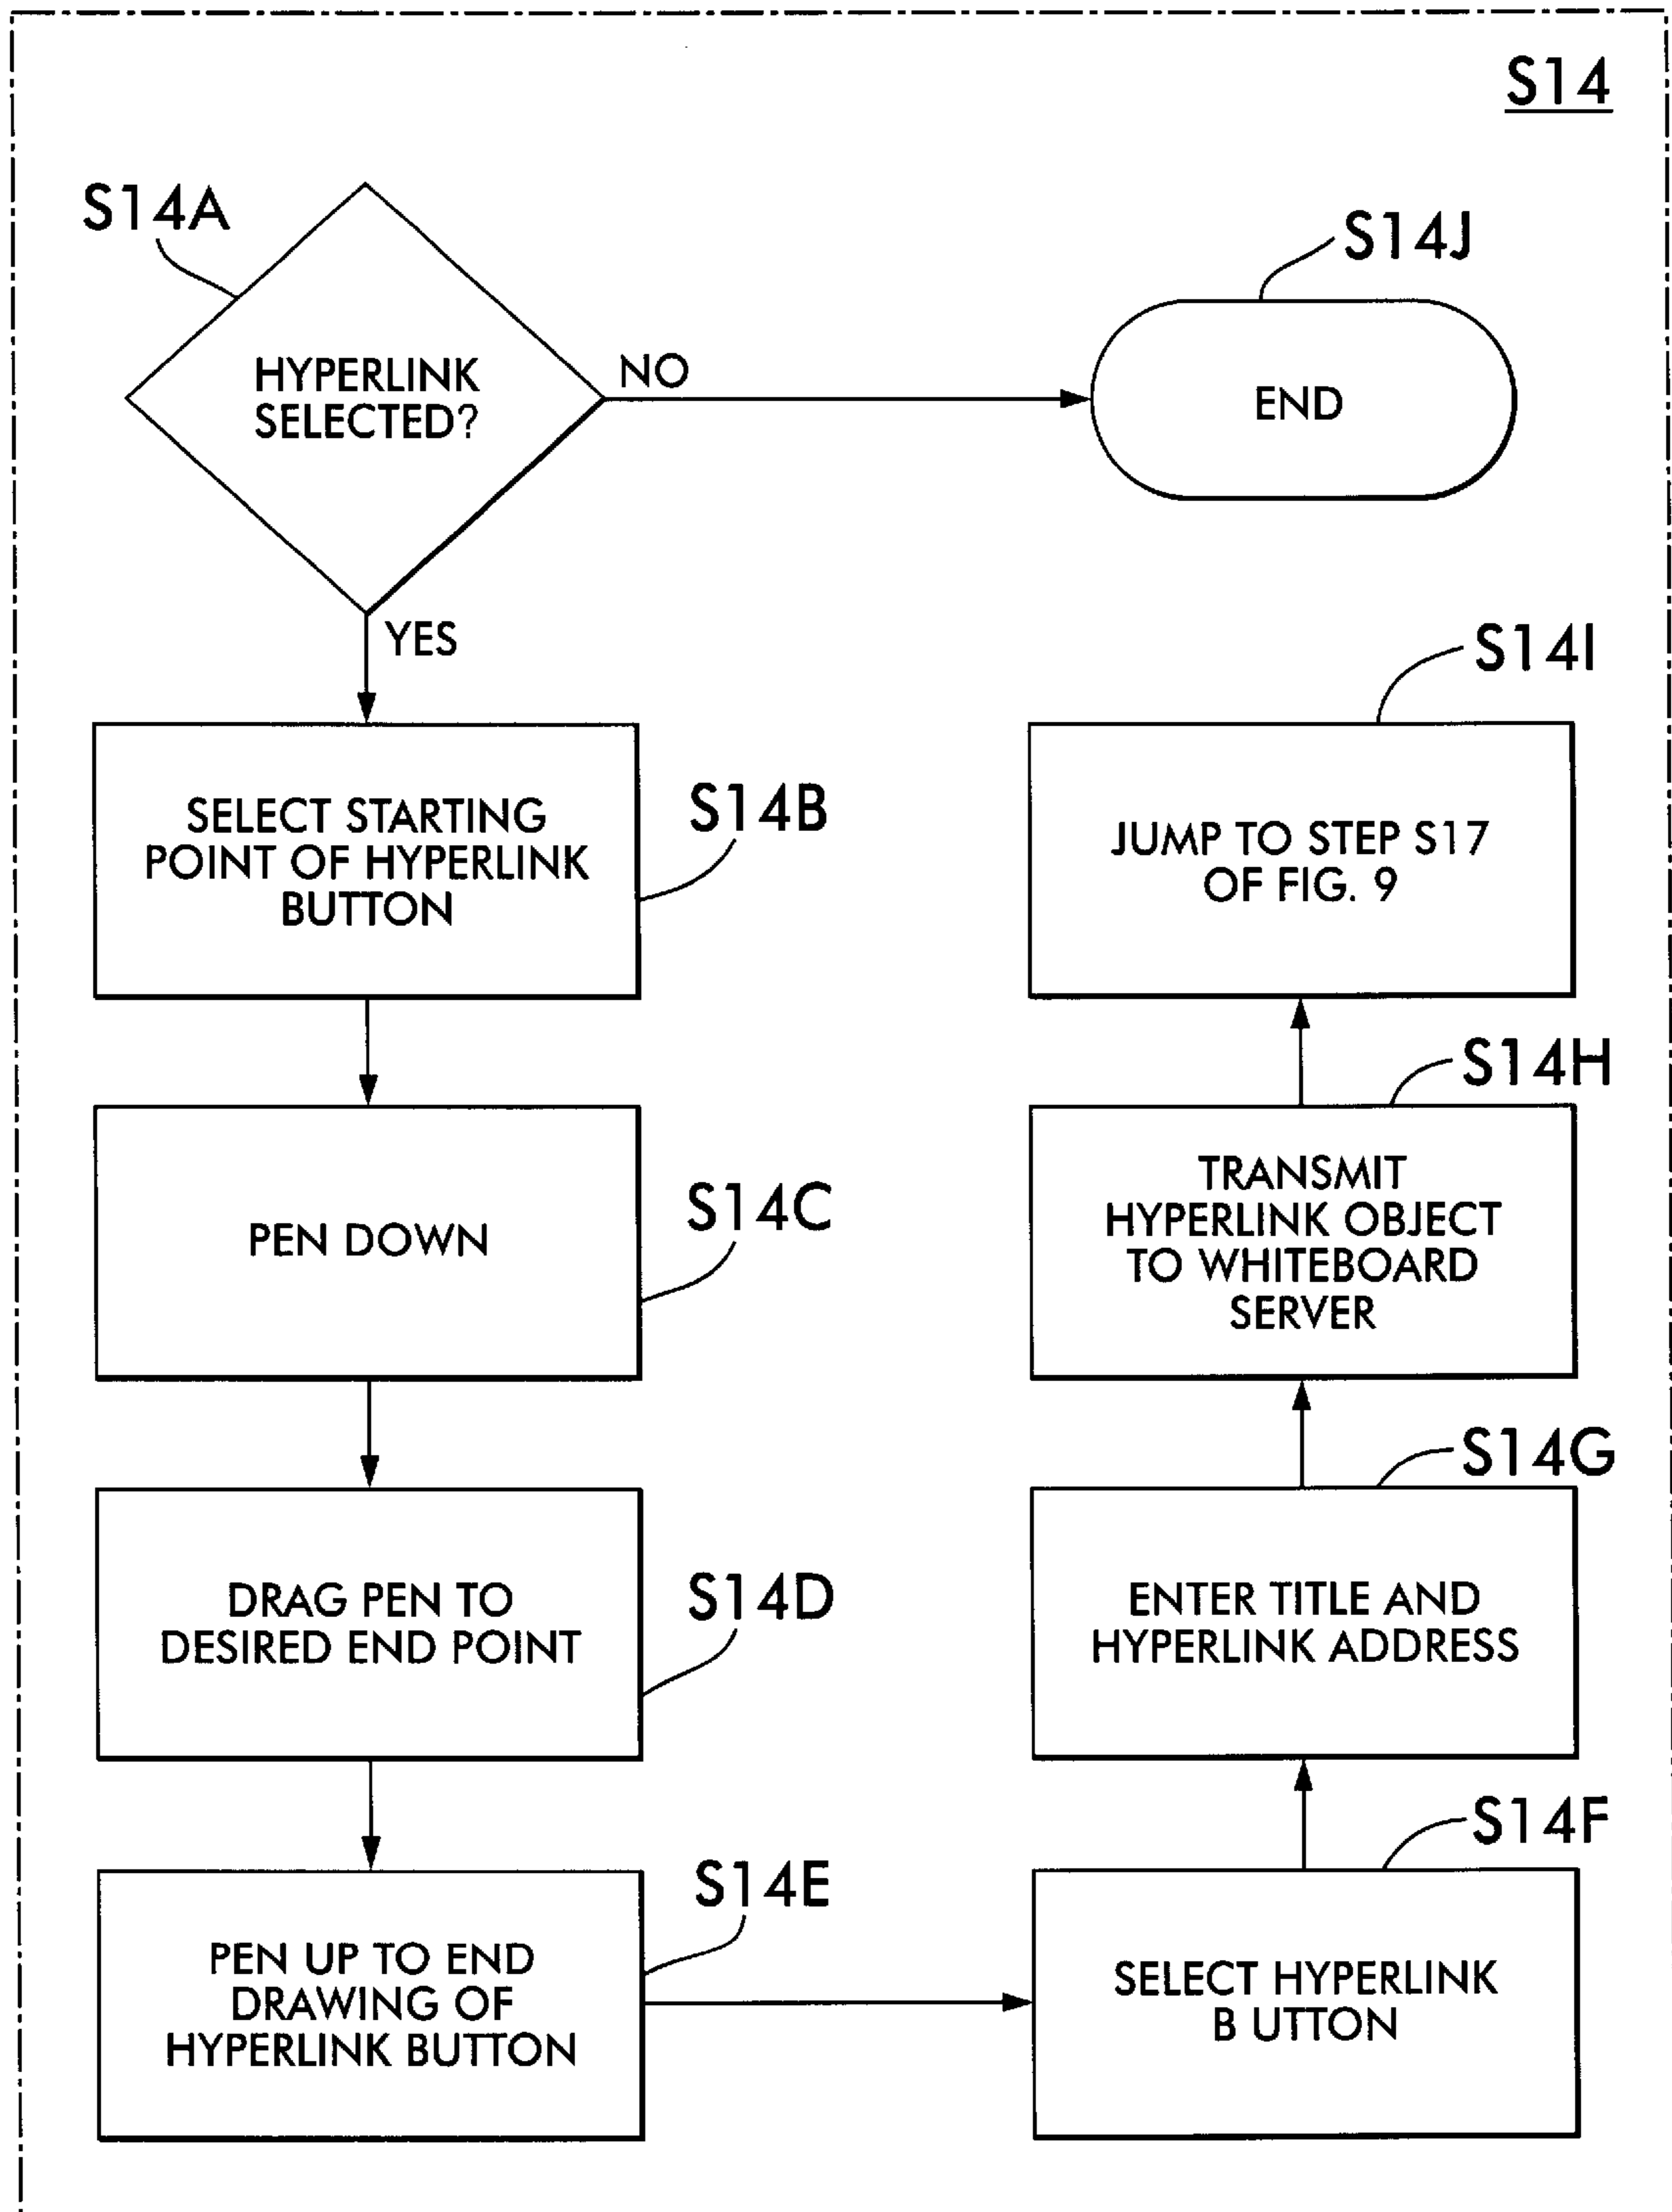 S14
S14A
HYPERLINK
SELECTED?
NO
S14J
END
YES
S14B
SELECT STARTING
POINT OF HYPERLINK
BUTTON
S14C
PEN DOWN
S14D
DRAG PEN TO
DESIRED END POINT
S14E
PEN UP TO END
DRAWING OF
HYPERLINK BUTTON
S14F
SELECT HYPERLINK
B UTTON
S14G
ENTER TITLE AND
HYPERLINK ADDRESS
S14H
TRANSMIT
HYPERLINK OBJECT
TO WHITEBOARD
SERVER
S14I
JUMP TO STEP S17
OF FIG. 9